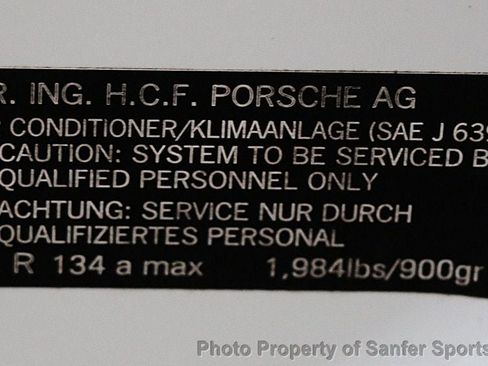 R. ING. H.C.F. PORSCHE AG
CONDITIONER/KLIMAANLAGE (SAE J 639
CAUTION: SYSTEM TO BE SERVICED B
QUALIFIED PERSONNEL ONLY
ACHTUNG: SERVICE NUR DURCH
QUALIFIZIERTES PERSONAL
R 134 a max 1,984lbs/900gr
Photo Property of Sanfer Sports